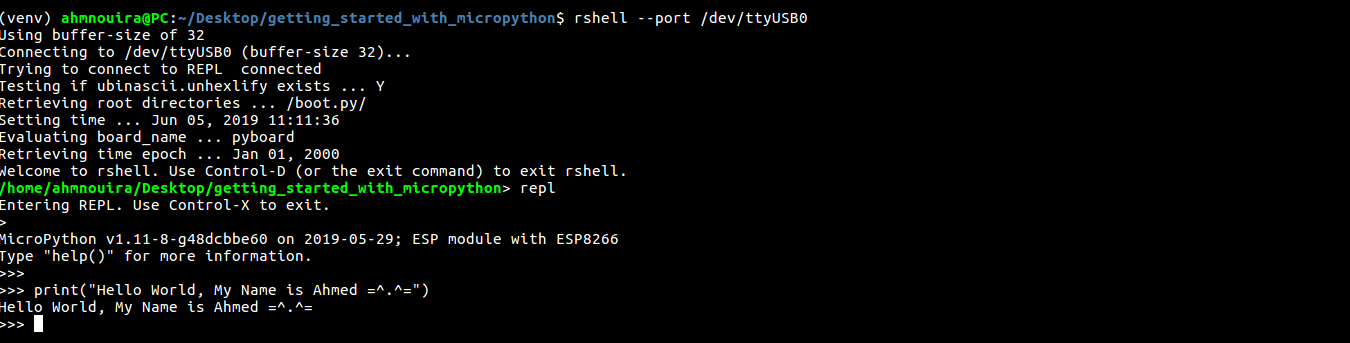 (venv) ahmnouira@PC:~/Desktop/getting_started_with_micropython$ rshell --port /dev/ttyUSB0
Using buffer-size of 32
Connecting to /dev/ttyUSB0 (buffer-size 32)...
Trying to connect to REPL  connected
Testing if ubinascii.unhexlify exists ... Y
Retrieving root directories ... /boot.py/
Setting time ... Jun 05, 2019 11:11:36
Evaluating board_name ... pyboard
Retrieving time epoch ... Jan 01, 2000
Welcome to rshell. Use Control-D (or the exit command) to exit rshell.
/home/ahmnouira/Desktop/getting_started_with_micropython> repl
Entering REPL. Use Control-X to exit.
>
MicroPython v1.11-8-g48dcbbe60 on 2019-05-29; ESP module with ESP8266
Type "help()" for more information.
>>>
>>> print("Hello World, My Name is Ahmed =^.^=")
Hello World, My Name is Ahmed =^.^=
>>>